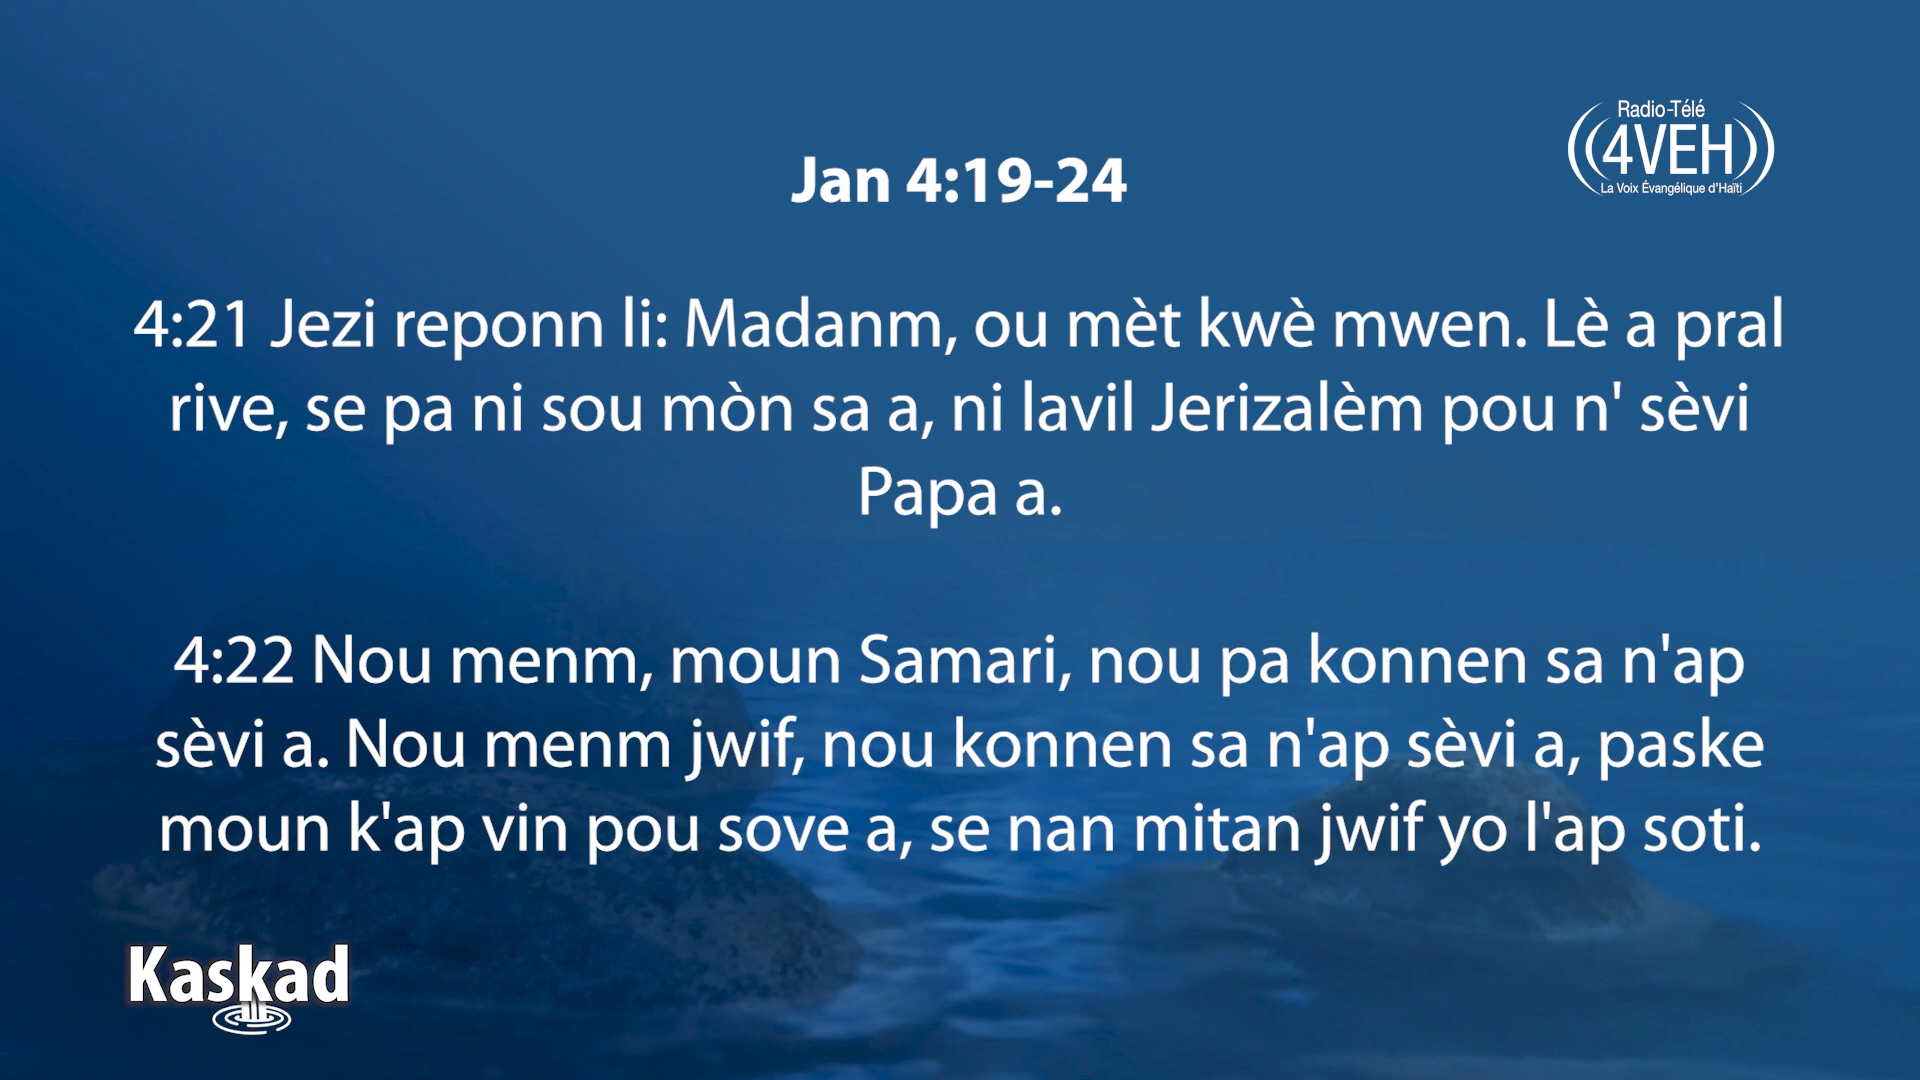 Radio-Télé
4VEH
La Voix Évangélique d'Haïti
Jan 4:19-24
4:21 Jezi reponn li: Madanm, ou mèt kwè mwen. Lè a pral
rive, se pa ni sou mòn sa a, ni lavil Jerizalèm pou n' sèvi
Papa a.
4:22 Nou menm, moun Samari, nou pa konnen sa n'ap
sèvi a. Nou menm jwif, nou konnen sa n'ap sèvi a, paske
moun k'ap vin pou sove a, se nan mitan jwif yo l'ap soti.
Kaskad